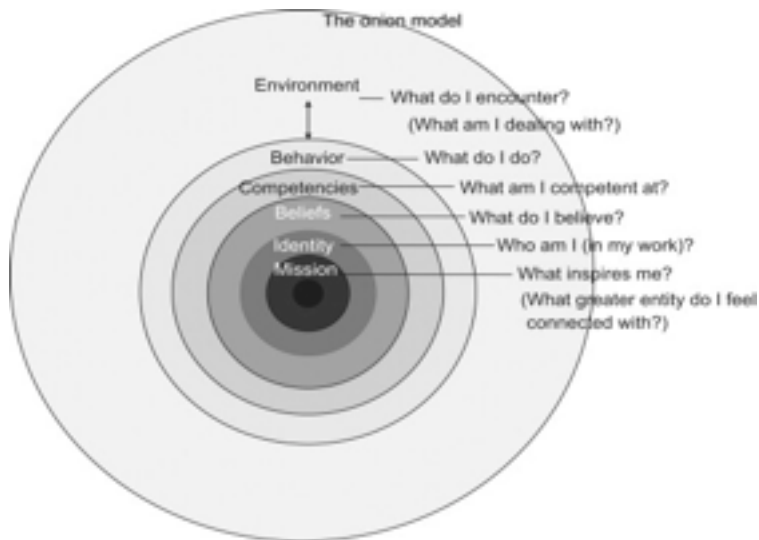 The onion model
Environment
What do I encounter?
(What am I dealing with?)
Behavior
What do I do?
Competencies
What am I competent at?
Beliefs
What do I believe?
Identity
Who am I (in my work)?
Mission
What inspires me?
(What greater entity do I feel
connected with?)